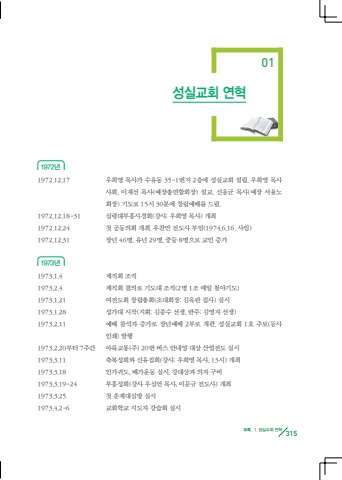 01
성실교회 연혁
1972년
1972.12.17 우희영 목사가 수유동 35-1번지 2층에 성실교회 설립, 우희영 목사
사회, 이재선 목사(예장총연합회장) 설교, 신응균 목사(예장 서울노
회장) 기도로 15시 30분에 창립예배를 드림.
1972.12.18-31 심령대부흥사경회(강사: 우희영 목사) 개최
1972.12.24 첫 공동의회 개최, 우찬만 전도사 부임(1974.6.16. 사임)
1972.12.31 장년 46명, 유년 29명, 중등 8명으로 교인 증가
1973년
1973.1.4 제직회 조직
1973.2.4 제직회 결의로 기도대 조직(2명 1조 매일 철야기도)
1973.1.21 여전도회 창립총회(초대회장: 김옥란 집사) 실시
1973.1.28 성가대 시작(지휘: 김종수 선생, 반주: 김영자 선생)
1973.2.11 예배 참석자 증가로 장년예배 2부로 개편, 성실교회 1호 주보(등사
인쇄) 발행
1973.2.20부터 7주간 아륙교통(주) 20번 버스 안내양 대상 산업전도 실시
1973.3.11 축복성회와 신유집회(강사: 우희영 목사, 13시) 개최
1973.3.18 인가귀도, 배가운동 실시, 강대상과 의자 구비
1973.3.19-24 부흥성회(강사 우성연 목사, 이문규 전도사) 개최
1973.3.25 첫 춘계대심방 실시
1973.4.2-6 교회학교 지도자 강습회 실시
부록_ 1. 성실교회 연혁 315